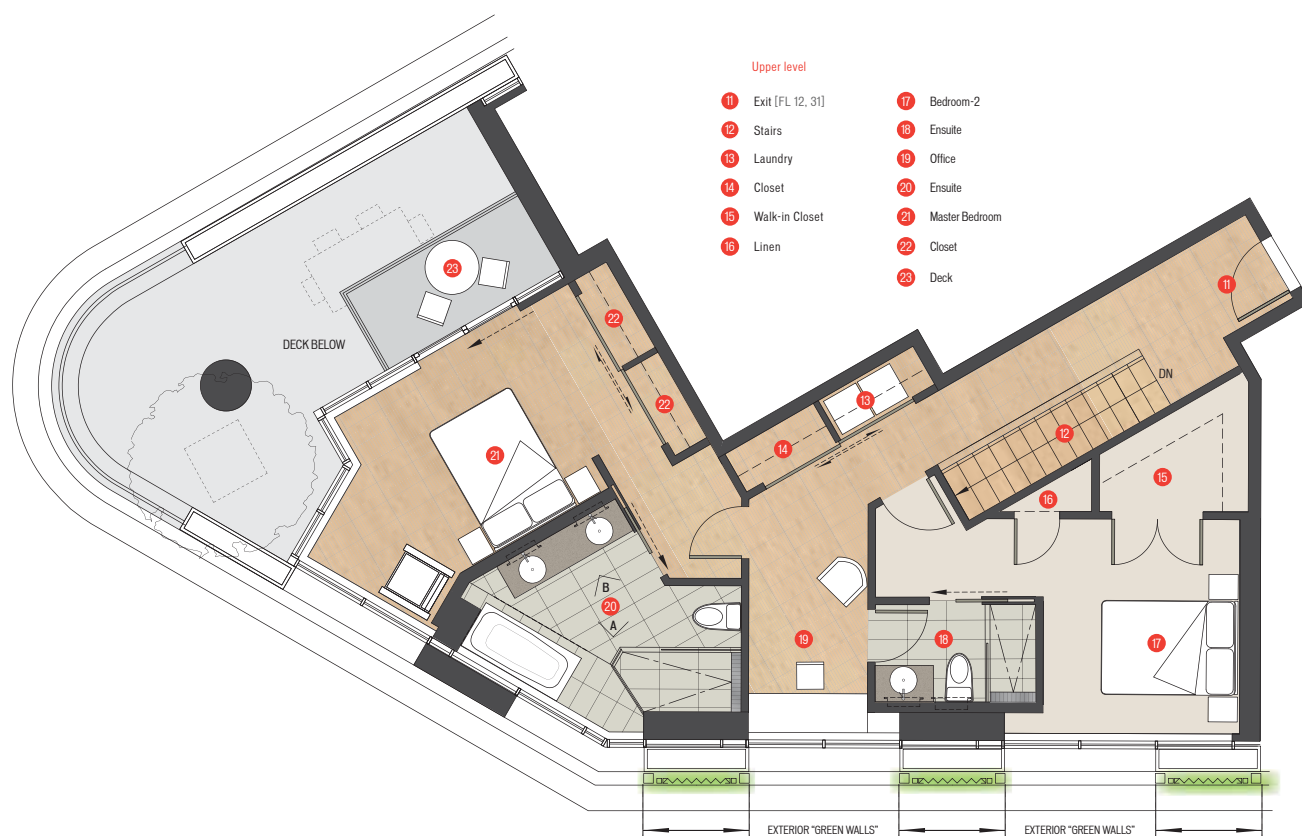 Upper level
11 Exit [FL 12, 31]
12 Stairs
13 Laundry
14 Closet
15 Walk-in Closet
16 Linen
17 Bedroom-2
18 Ensuite
19 Office
20 Ensuite
21 Master Bedroom
22 Closet
23 Deck
23
11
22
DECK BELOW
DN
13
22
12
14
21
15
16
B
20
A
19
18
17
EXTERIOR "GREEN WALLS"
EXTERIOR "GREEN WALLS"